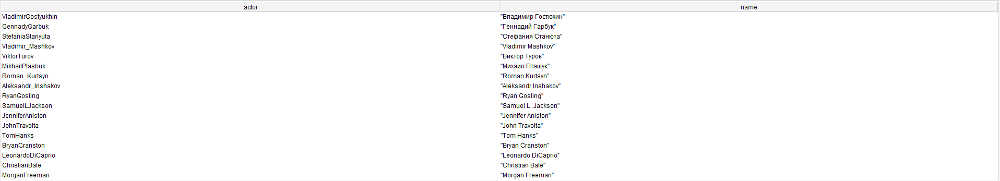 actor name
VladimirGostyukhin "Владимир Гостюхин"
GennadyGarbuk "Геннадий Гарбук"
StefaniaStanyuta "Стефания Станюта"
Vladimir_Mashkov "Vladimir Mashkov"
ViktorTurov "Виктор Туров"
MikhailPtashuk "Михаил Пташук"
Roman_Kurtsyn "Roman Kurtsyn"
Aleksandr_Inshakov "Aleksandr Inshakov"
RyanGosling "Ryan Gosling"
SamuelLJackson "Samuel L. Jackson"
JenniferAniston "Jennifer Aniston"
JohnTravolta "John Travolta"
TomHanks "Tom Hanks"
BryanCranston "Bryan Cranston"
LeonardoDiCaprio "Leonardo DiCaprio"
ChristianBale "Christian Bale"
MorganFreeman "Morgan Freeman"